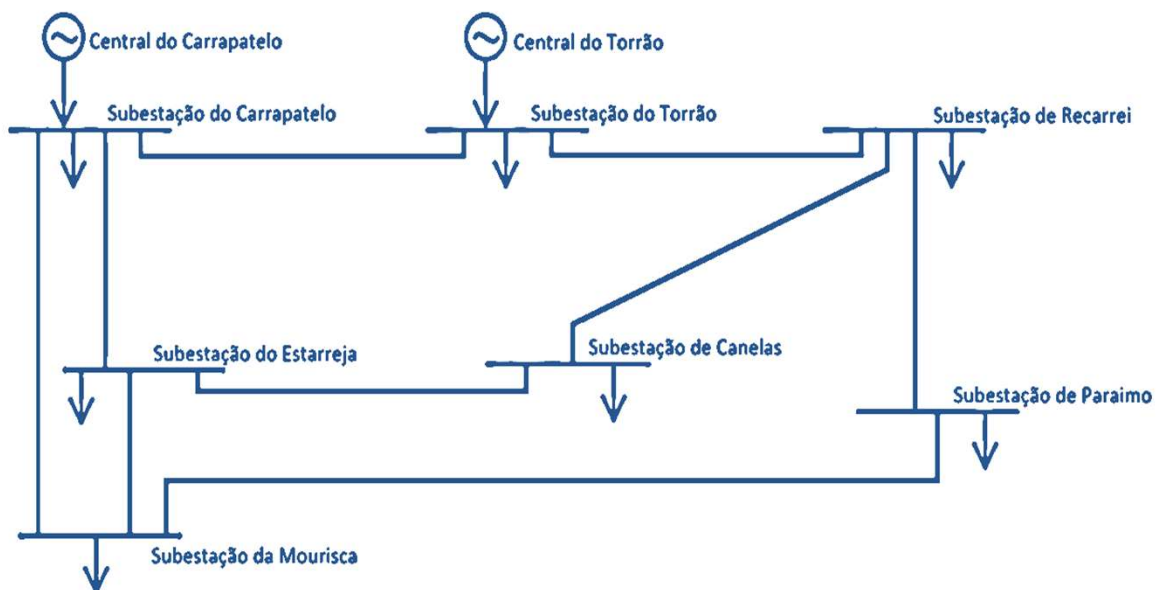 Central do Carrapatelo
Central do Torrão
Subestação do Carrapatelo
Subestação do Torrão
Subestação de Recarrei
Subestação do Estarreja
Subestação de Canelas
Subestação de Paraimo
Subestação da Mourisca